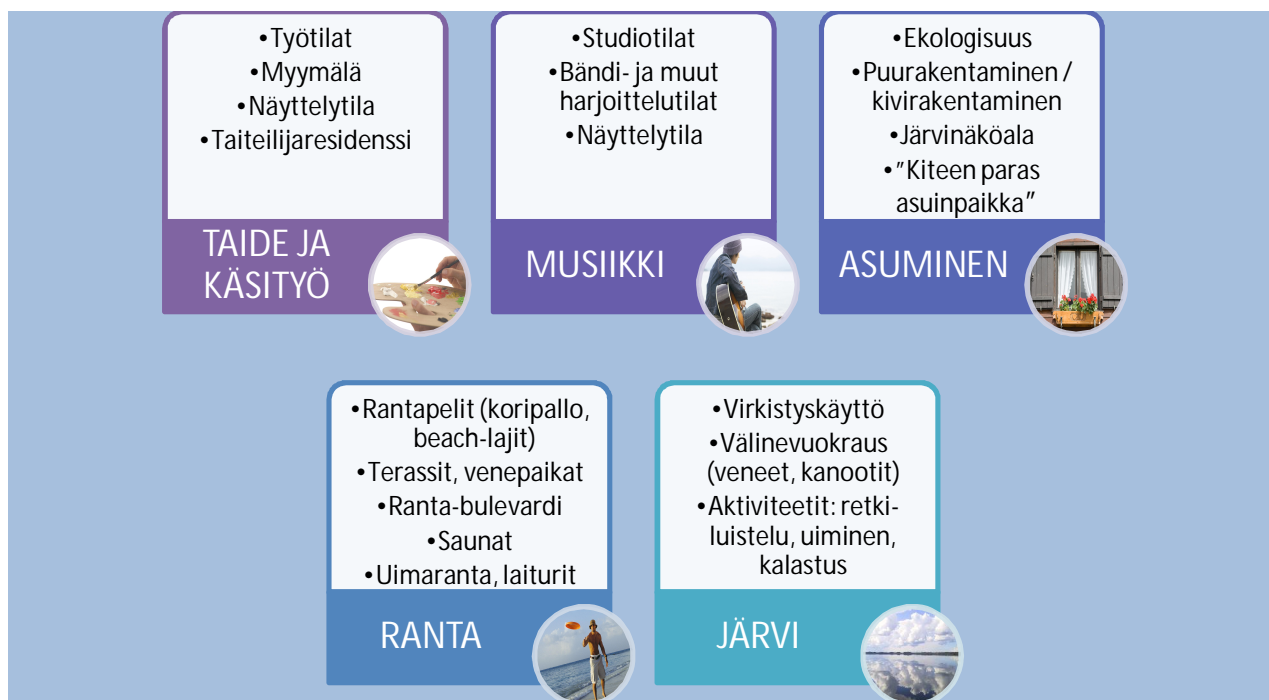 •Työtilat
•Myymälä
•Näyttelytila
•Taiteilijaresidenssi
TAIDE JA
KÄSITYÖ
•Studiotilat
•Bändi- ja muut
harjoittelutilat
•Näyttelytila
MUSIIKKI
•Ekologisuus
•Puurakentaminen /
kivirakentaminen
•Järvinäköala
•"Kiteen paras
asuinpaikka"
ASUMINEN
•Rantapelit (koripallo,
beach-lajit)
•Terassit, venepaikat
•Ranta-bulevardi
•Saunat
•Uimaranta, laiturit
RANTA
•Virkistyskäyttö
•Välinevuokraus
(veneet, kanootit)
•Aktiviteetit: retki-
luistelu, uiminen,
kalastus
JÄRVI